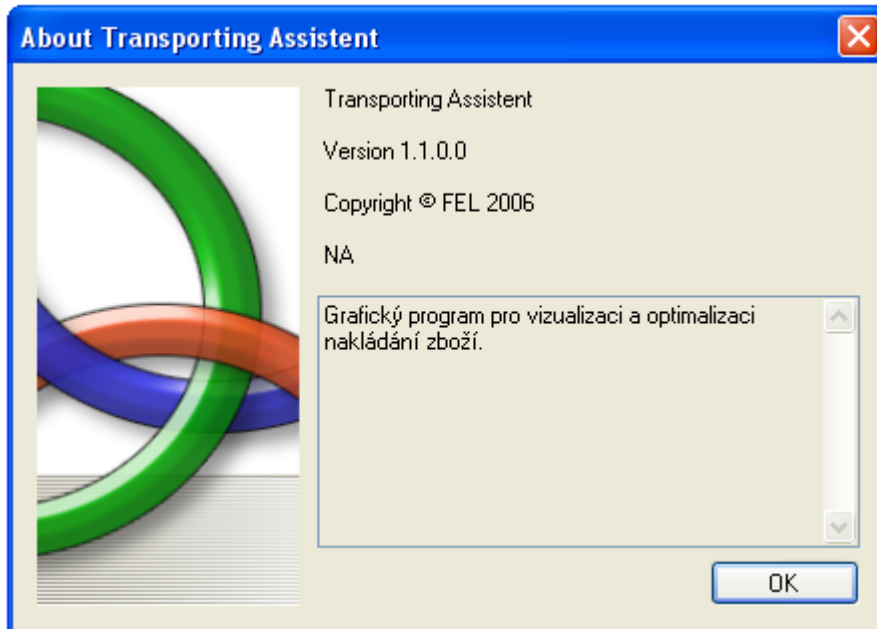 About Transporting Assistent
Transporting Assistent
Version 1.1.0.0
Copyright © FEL 2006
NA
Grafický program pro vizualizaci a optimalizaci
nakládání zboží.
OK